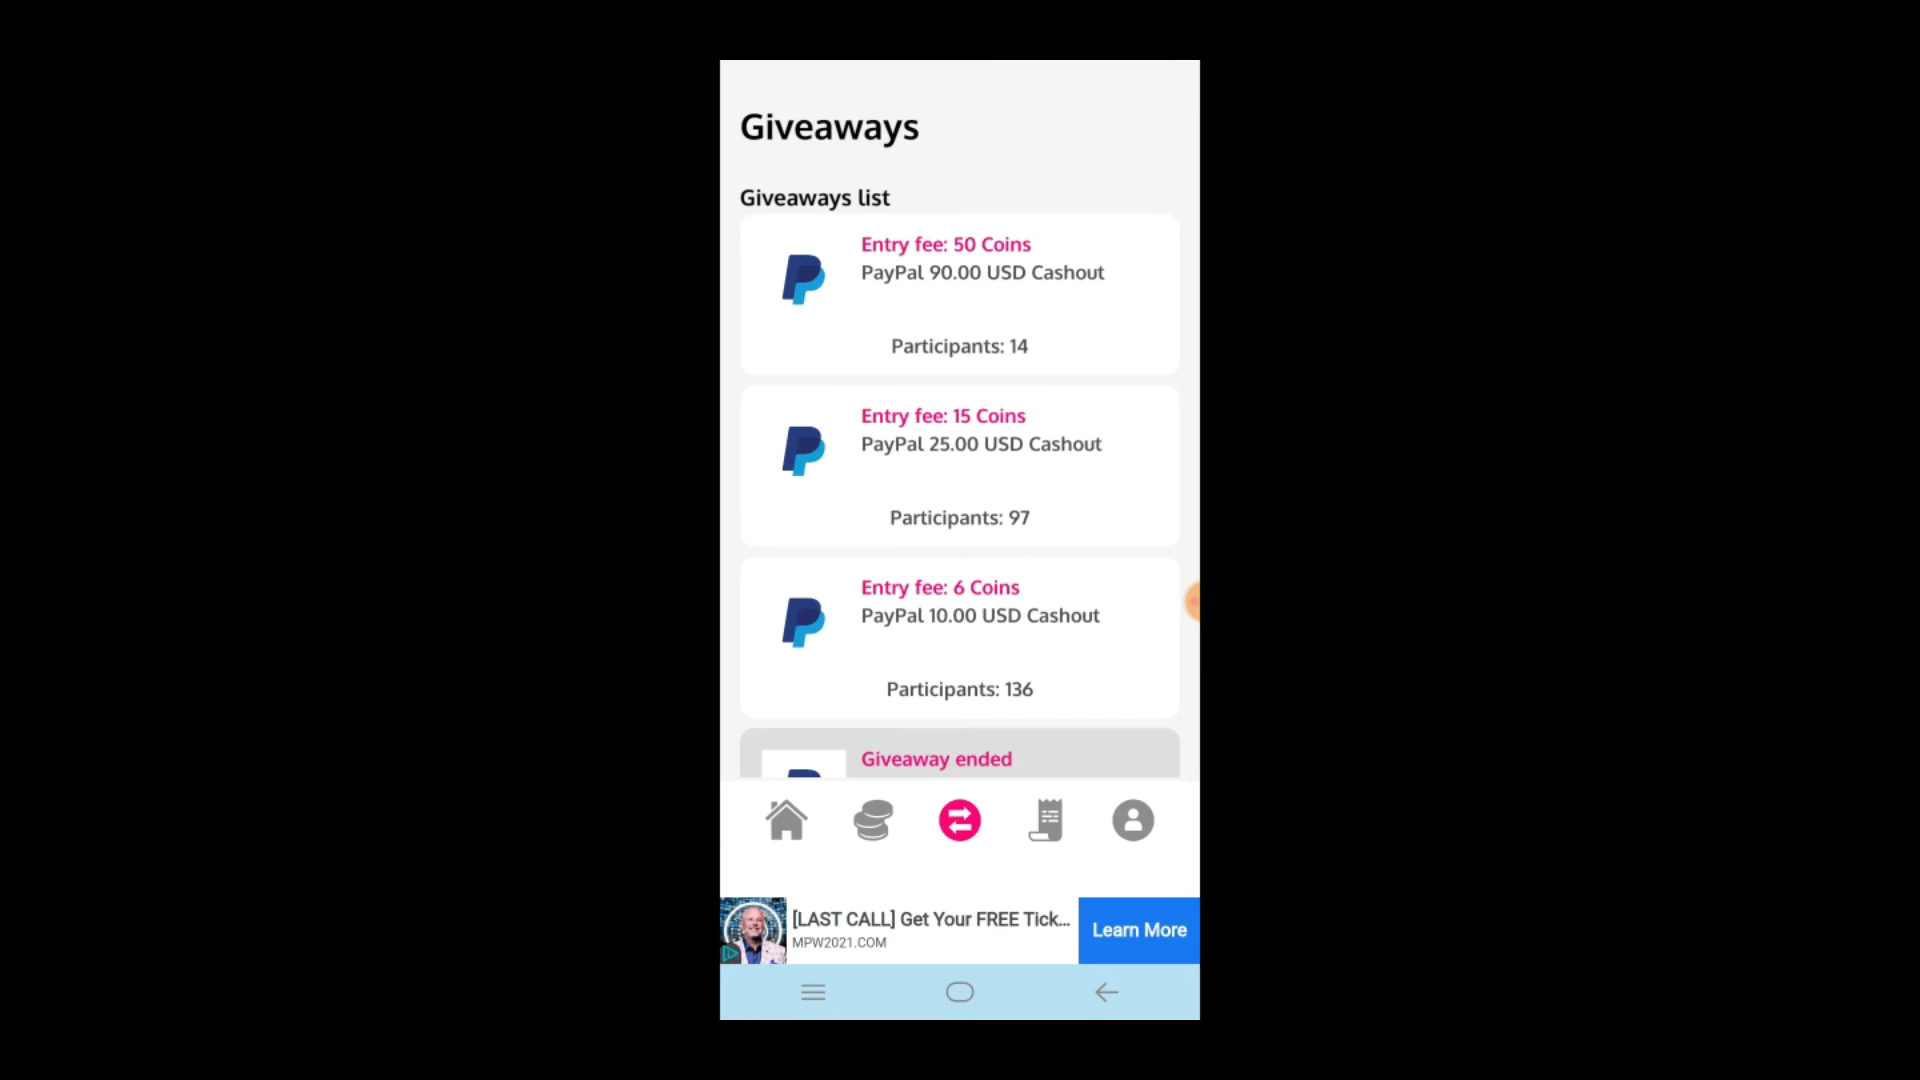 Giveaways
Giveaways list
Entry fee: 50 Coins
PayPal 90.00 USD Cashout
Participants: 14
Entry fee: 15 Coins
PayPal 25.00 USD Cashout
Participants: 97
Entry fee: 6 Coins
PayPal 10.00 USD Cashout
Participants: 136
Giveaway ended
[LAST CALL] Get Your FREE Tick...
MPW2021.COM
Learn More